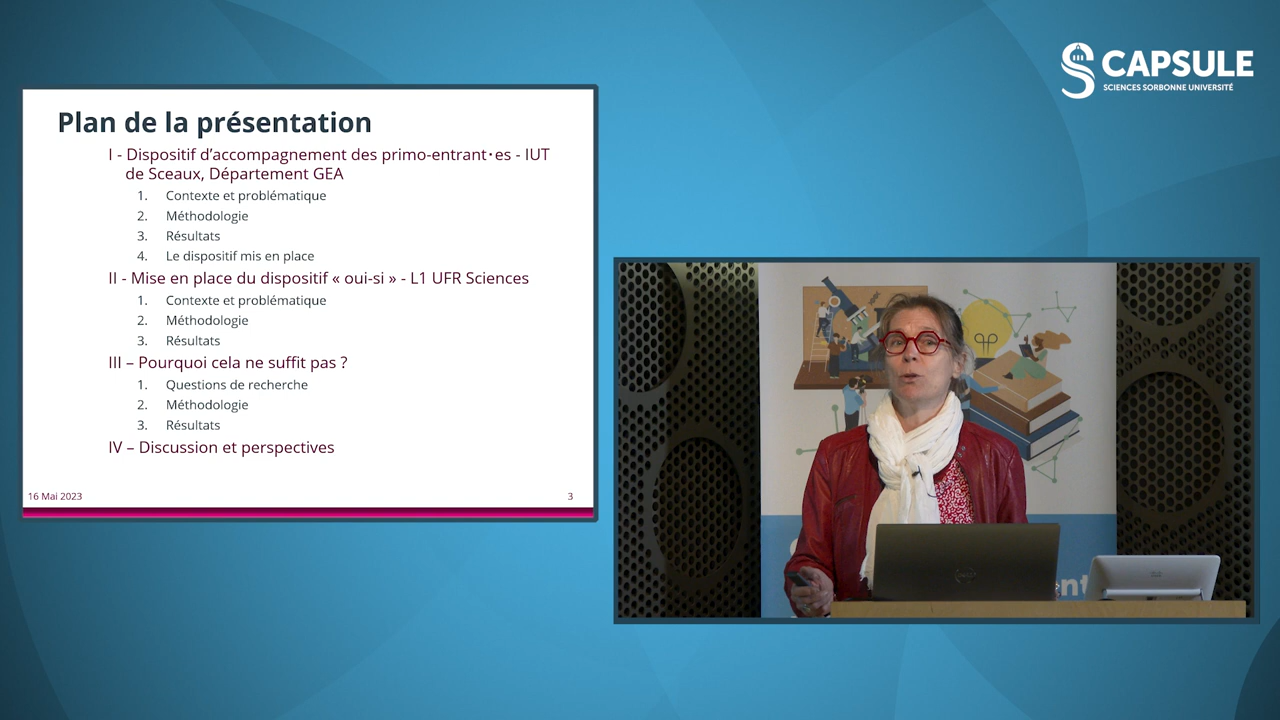 Plan de la présentation
I - Dispositif d’accompagnement des primo-entrant·es - IUT
de Sceaux, Département GEA
1. Contexte et problématique
2. Méthodologie
3. Résultats
4. Le dispositif mis en place
II - Mise en place du dispositif « oui-si » - L1 UFR Sciences
1. Contexte et problématique
2. Méthodologie
3. Résultats
III – Pourquoi cela ne suffit pas ?
1. Questions de recherche
2. Méthodologie
3. Résultats
IV – Discussion et perspectives
16 Mai 2023
3
CAPSULE
SCIENCES SORBONNE UNIVERSITÉ
DELL